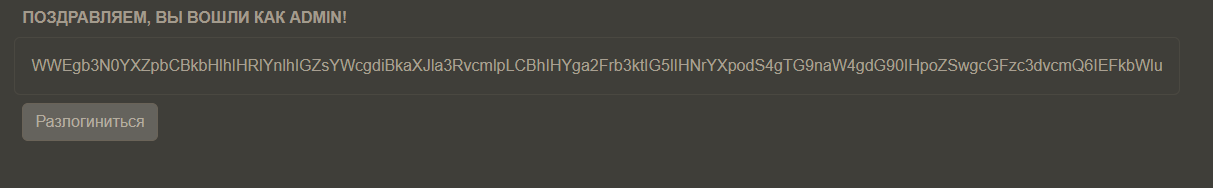 ПОЗДРАВЛЯЕМ, ВЫ ВОШЛИ КАК ADMIN!
WWEgb3N0YXZpbCBkbHlhIHRlYnlhIGZsYWcgdiBkaXJla3RvcmlpLCBhIHYga2Frb3ktIG5lIHNrYXpodS4gTG9naW4gdG90IHpoZSwgcGFzc3dvcmQ6IEFkbWlu
Разлогиниться